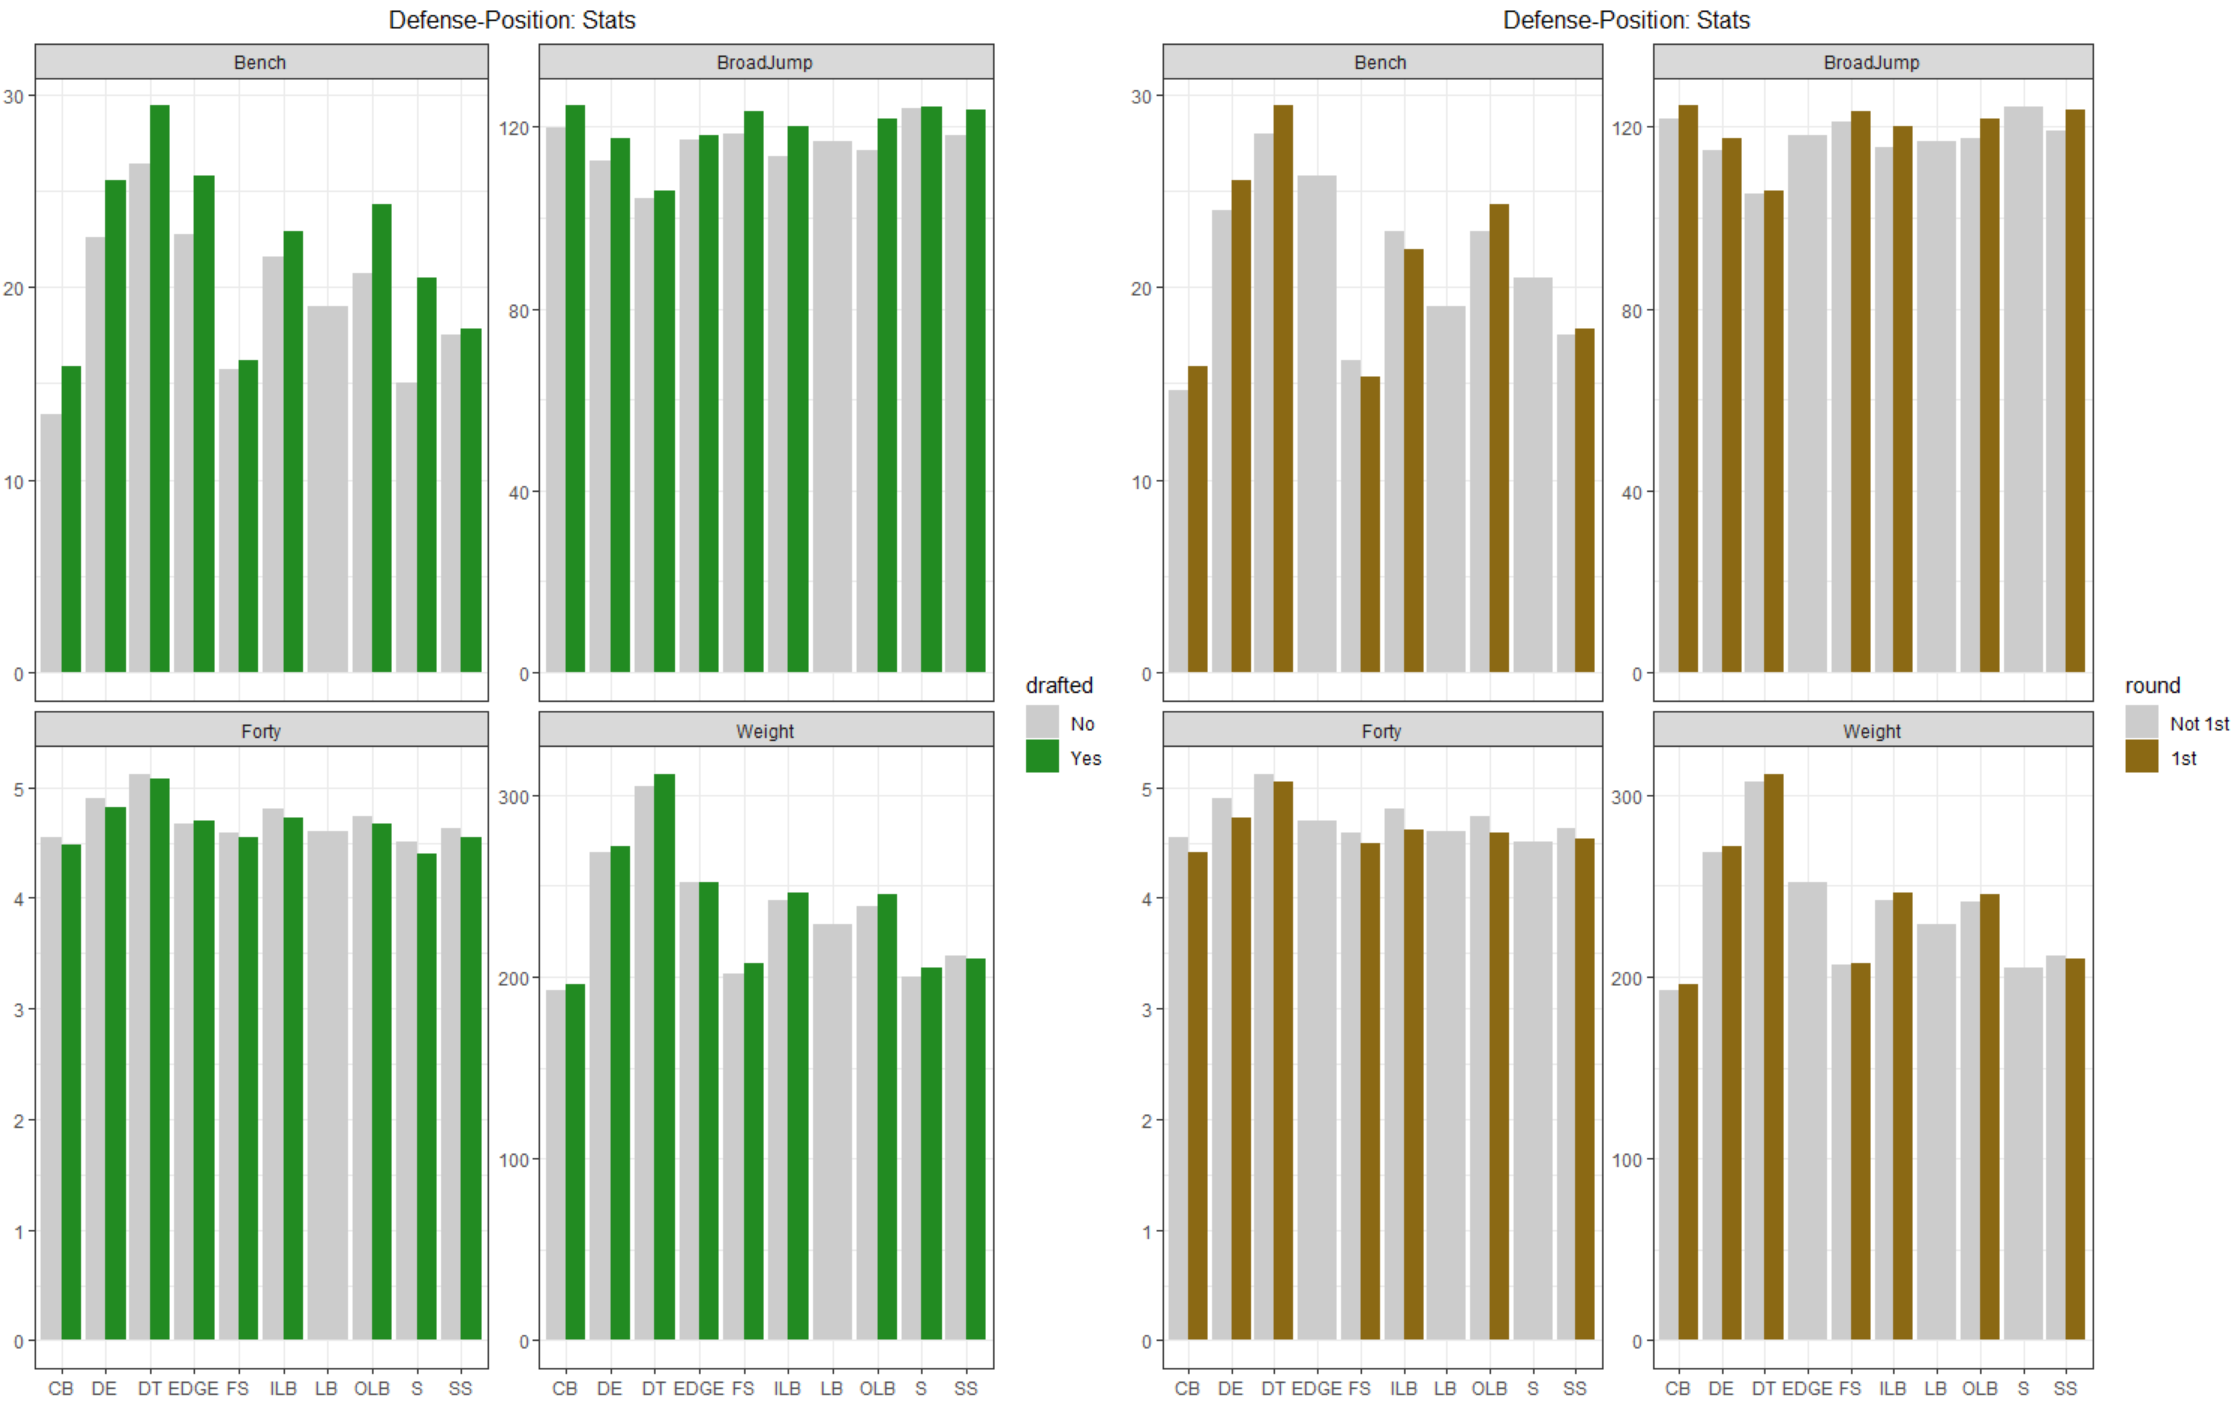 Defense-Position: Stats
Bench
BroadJump
30
20
10
0
120
80
40
0
Forty
Weight
5
4
3
2
1
0
300
200
100
0
CB DE DT EDGE FS ILB LB OLB S SS
CB DE DT EDGE FS ILB LB OLB S SS
drafted
No
Yes
Defense-Position: Stats
Bench
BroadJump
30
20
10
0
120
80
40
0
Forty
Weight
5
4
3
2
1
0
300
200
100
0
CB DE DT EDGE FS ILB LB OLB S SS
CB DE DT EDGE FS ILB LB OLB S SS
round
Not 1st
1st